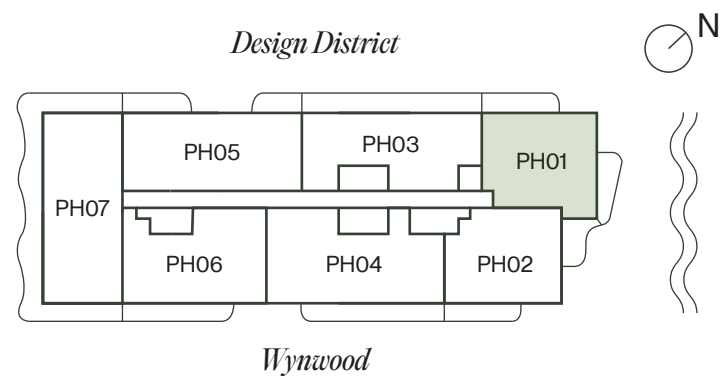 N
Design District
PH05
PH03
PH01
PH07
PH06
PH04
PH02
Wynwood